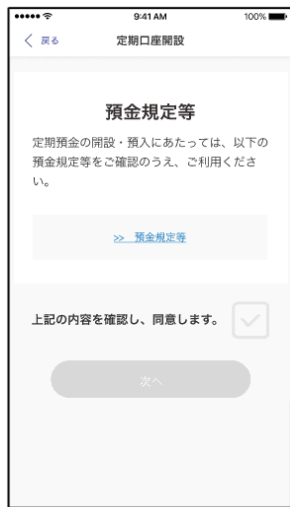 9:41 AM
100%
戻る
定期口座開設
預金規定等
定期預金の開設・預入にあたっては、以下の
預金規定等をご確認のうえ、ご利用くださ
い。
>> 預金規定等
上記の内容を確認し、同意します。
次へ